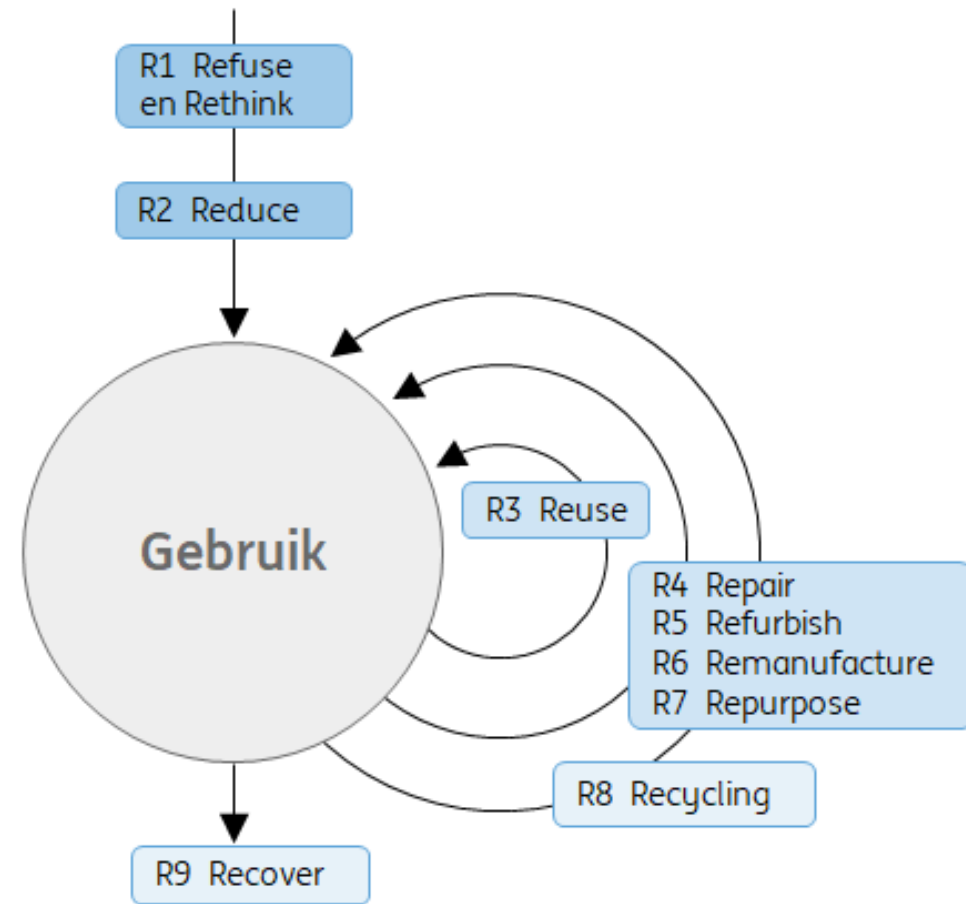 R1 Refuse
en Rethink
R2 Reduce
R3 Reuse
Gebruik
R4 Repair
R5 Refurbish
R6 Remanufacture
R7 Repurpose
R8 Recycling
R9 Recover